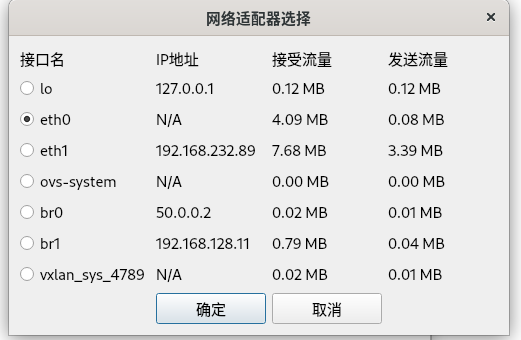 网络适配器选择 ×
接口名 IP地址 接受流量 发送流量
lo 127.0.0.1 0.12 MB 0.12 MB
eth0 N/A 4.09 MB 0.08 MB
eth1 192.168.232.89 7.68 MB 3.39 MB
ovs-system N/A 0.00 MB 0.00 MB
br0 50.0.0.2 0.02 MB 0.01 MB
br1 192.168.128.11 0.79 MB 0.04 MB
vxlan_sys_4789 N/A 0.02 MB 0.01 MB
确定 取消